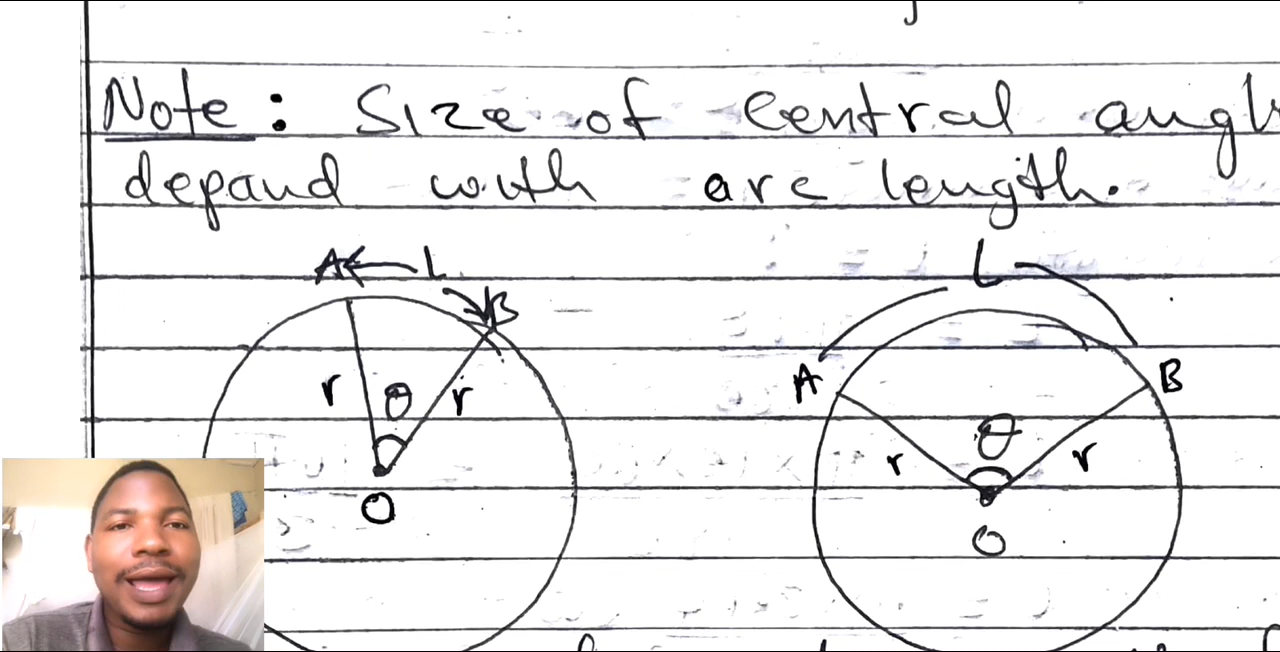 Note: Size of central angl
depand with arc length.
A L B
L
A B
r θ r
θ
r r
O
O